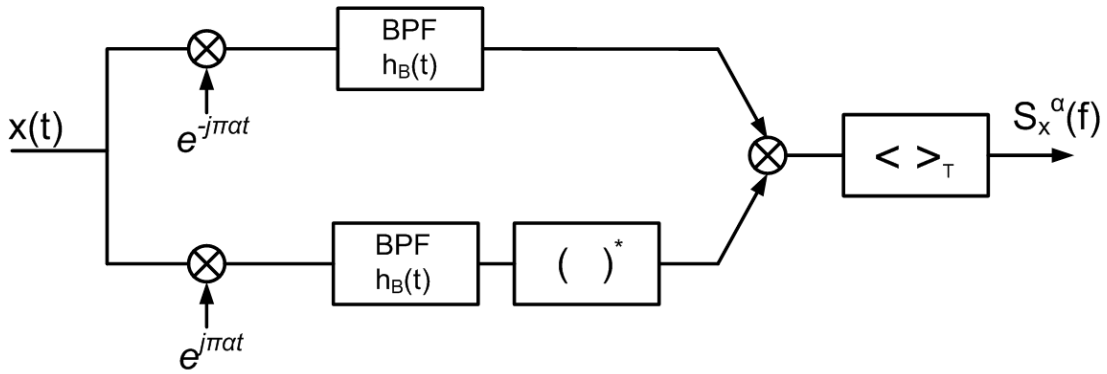 BPF
h_B(t)
x(t)
e^{-jπαt}
S_x^α(f)
< >_T
BPF
h_B(t)
( )^*
e^{jπαt}